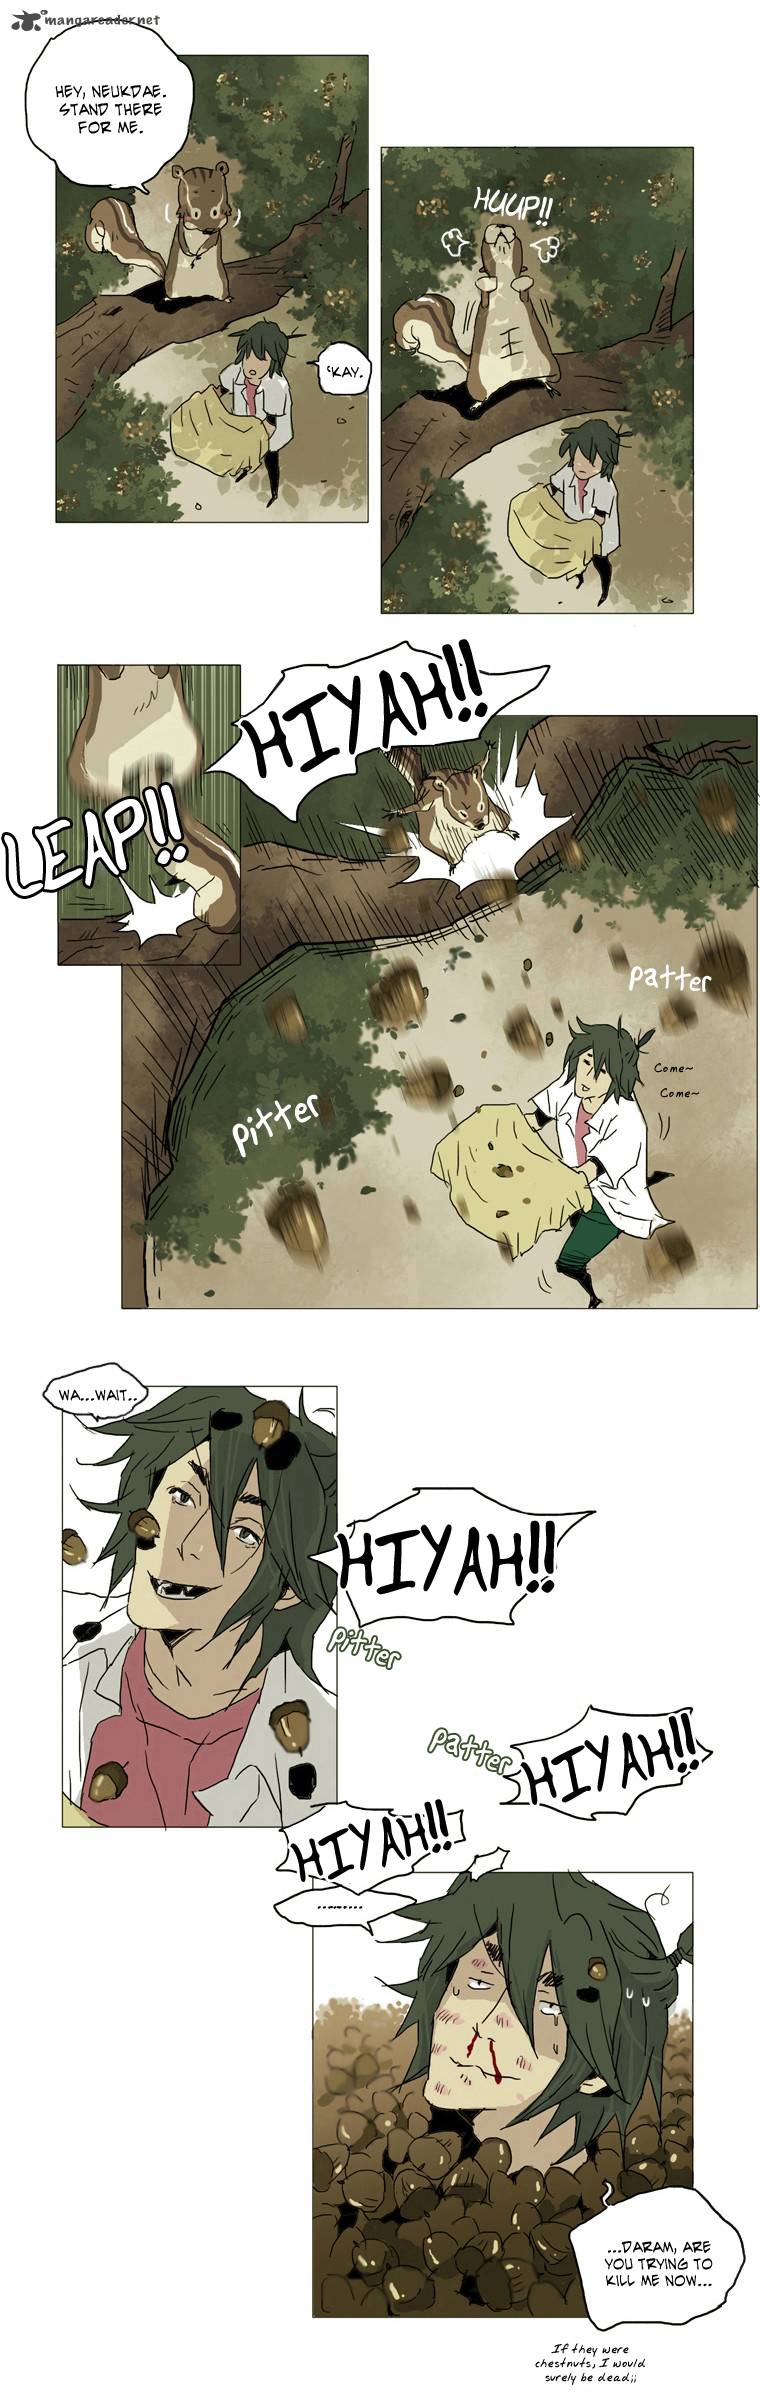 mangareader.net
HEY, NEUKDAE.
STAND THERE
FOR ME.
'KAY.
HUUP!!
王
HIYAH!!
LEAP!!
patter
Come~
Come~
pitter
WA...WAIT..
HIYAH!!
pitter
patter
HIYAH!!
HIYAH!!
..........
...DARAM, ARE
YOU TRYING TO
KILL ME NOW...
If they were
chestnuts, I would
surely be dead;;